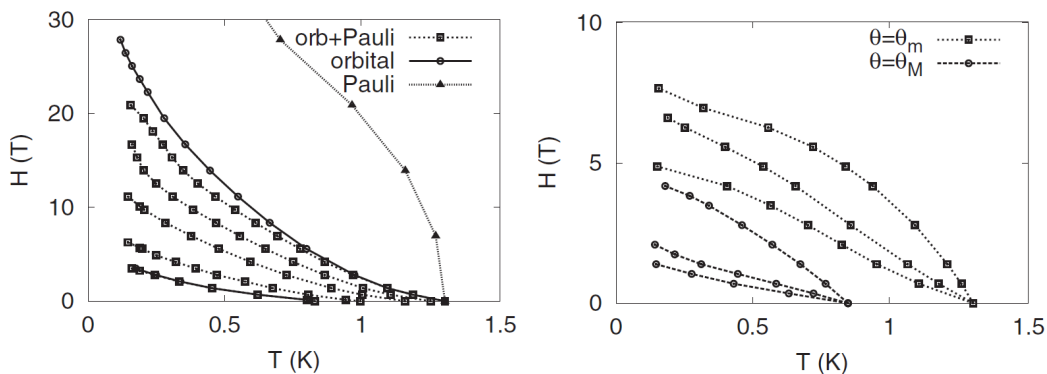 30
20
10
0
H (T)
orb+Pauli
orbital
Pauli
0 0.5 1 1.5
T (K)
10
5
0
H (T)
θ=θm
θ=θM
0 0.5 1 1.5
T (K)